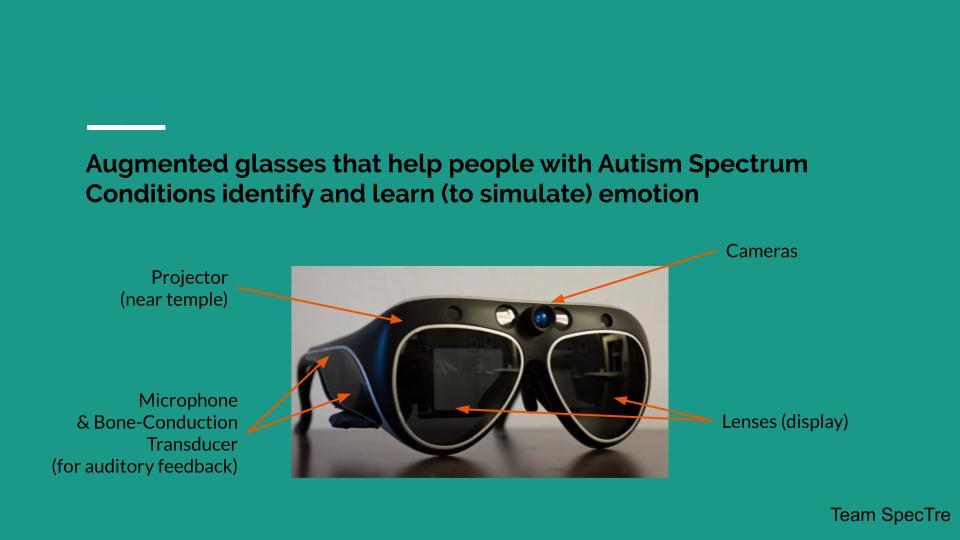 Augmented glasses that help people with Autism Spectrum
Conditions identify and learn (to simulate) emotion
Cameras
Projector
(near temple)
Microphone
& Bone-Conduction
Transducer
(for auditory feedback)
Lenses (display)
Team SpecTre